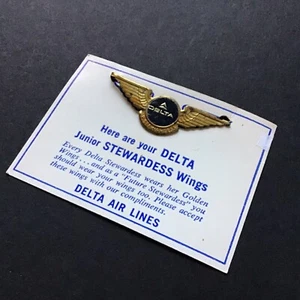 DELTA
Here are your DELTA
Junior STEWARDESS Wings
Every Delta Stewardess wears her Golden
Wings...and as a "Future Stewardess" you
should wear your wings too. Please accept
these wings with our compliments.
DELTA AIR LINES